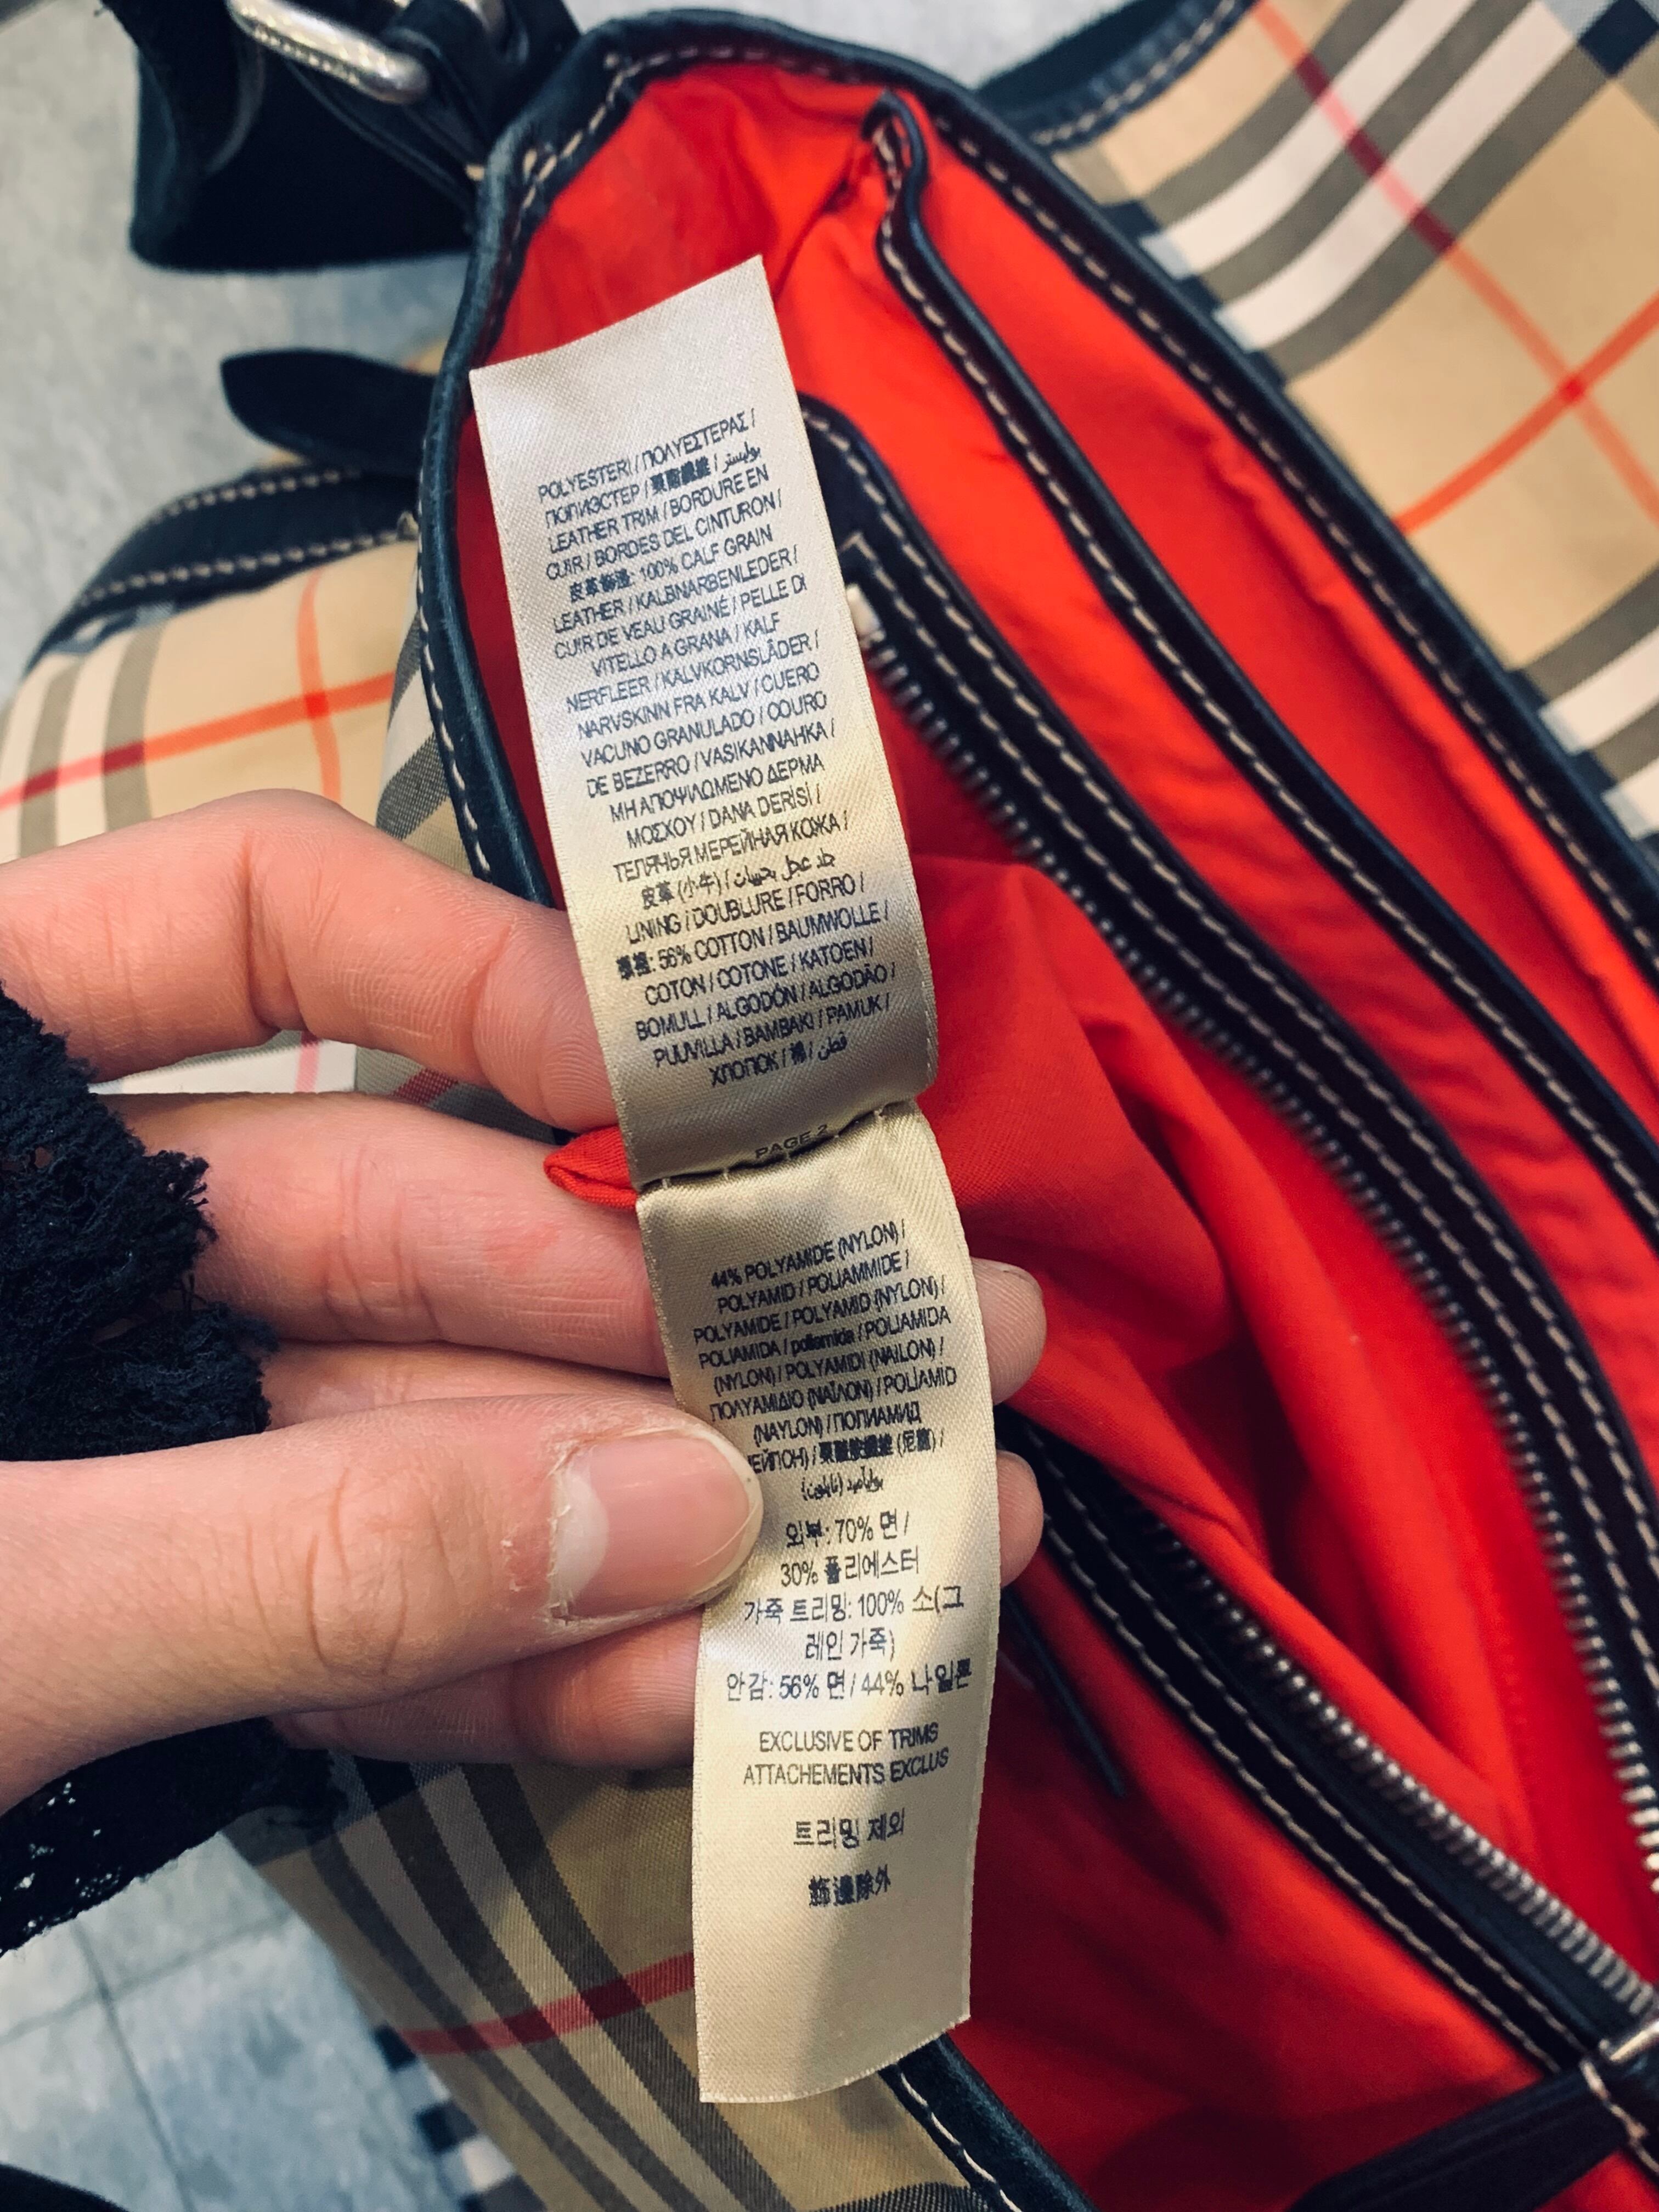 POLYESTERI / ΠΟΛΥΕΣΤΕΡΑΣ /
ПОЛИЭСТЕР / 聚酯纖維 / بوليستر
LEATHER TRIM / BORDURE EN
CUIR / BORDES DEL CINTURON /
皮革飾邊: 100% CALF GRAIN
LEATHER / KALBNARBENLEDER /
CUIR DE VEAU GRAINÉ / PELLE DI
VITELLO A GRANA / KALF
NERFLEER / KALVKORNSLÄDER /
NARVSKINN FRA KALV / CUERO
VACUNO GRANULADO / COURO
DE BEZERRO / VASIKANNAHKA /
ΜΗ ΑΠΟΨΙΛΩΜΕΝΟ ΔΕΡΜΑ
ΜΟΣΧΟΥ / DANA DERİSİ /
ТЕЛЯЧЬЯ МЕРЕЙНАЯ КОЖА /
皮革 (小牛) / جلد عجل بحبيبات
LINING / DOUBLURE / FORRO /
56% COTTON / BAUMWOLLE /
COTON / COTONE / KATOEN /
BOMULL / ALGODÓN / ALGODÃO /
PUUVILLA / BAMBAKI / PAMUK /
ХЛОПОК / 棉 / قطن
PAGE 2
44% POLYAMIDE (NYLON) /
POLYAMID / POLIAMMIDE /
POLYAMIDE / POLYAMID (NYLON) /
POLIAMIDA / poliamida / POLIAMIDA
(NYLON) / POLYAMIDI (NAILON) /
ΠΟΛΥΑΜΙΔΙΟ (ΝΑΪΛΟΝ) / POLİAMİD
(NAYLON) / ПОЛИАМИД
ЕЙЛОН) / 聚醯胺纖維 (尼龍) /
بولياميد (نايلون)
외부: 70% 면 /
30% 폴리에스터
가죽 트리밍: 100% 소(그
레인 가죽)
안감: 56% 면 / 44% 나일론
EXCLUSIVE OF TRIMS
ATTACHEMENTS EXCLUS
트리밍 제외
飾邊除外